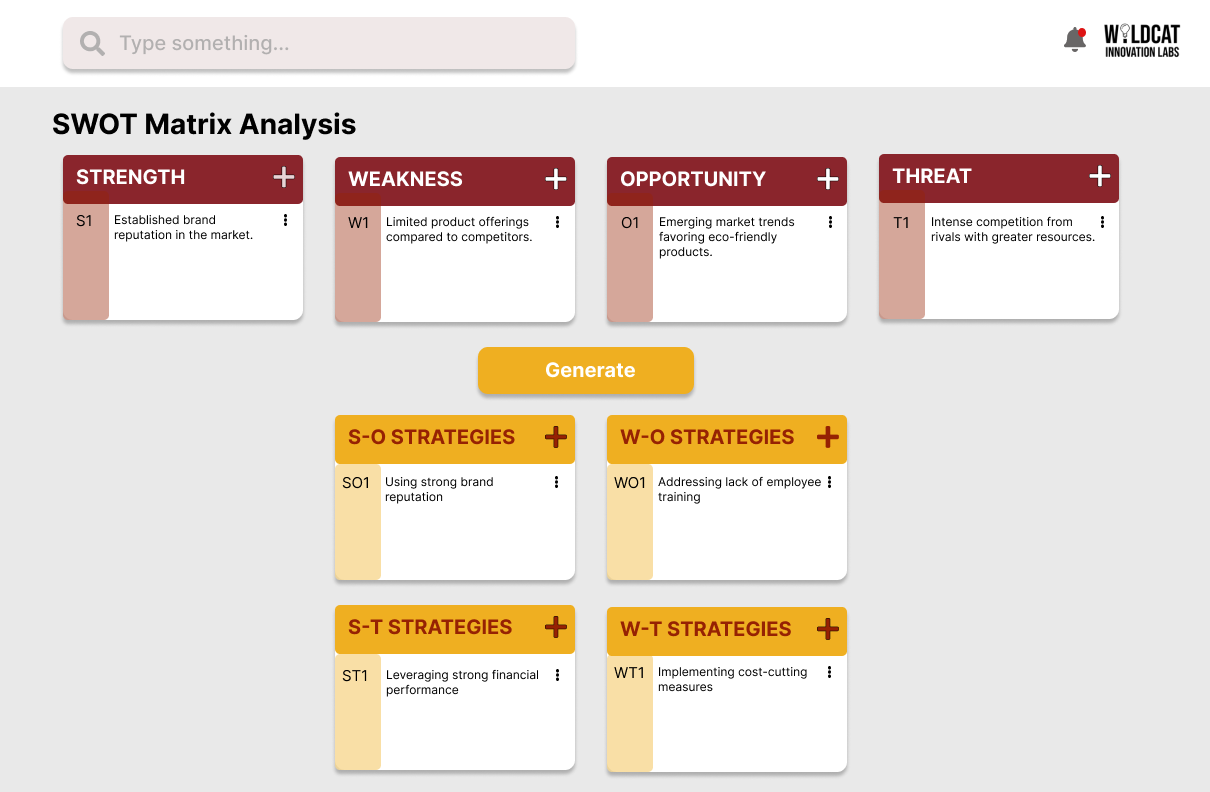 Type something...
WILDCAT
INNOVATION LABS
SWOT Matrix Analysis
STRENGTH
S1
Established brand
reputation in the market.
WEAKNESS
W1
Limited product offerings
compared to competitors.
OPPORTUNITY
O1
Emerging market trends
favoring eco-friendly
products.
THREAT
T1
Intense competition from
rivals with greater resources.
Generate
S-O STRATEGIES
SO1
Using strong brand
reputation
W-O STRATEGIES
WO1
Addressing lack of employee
training
S-T STRATEGIES
ST1
Leveraging strong financial
performance
W-T STRATEGIES
WT1
Implementing cost-cutting
measures